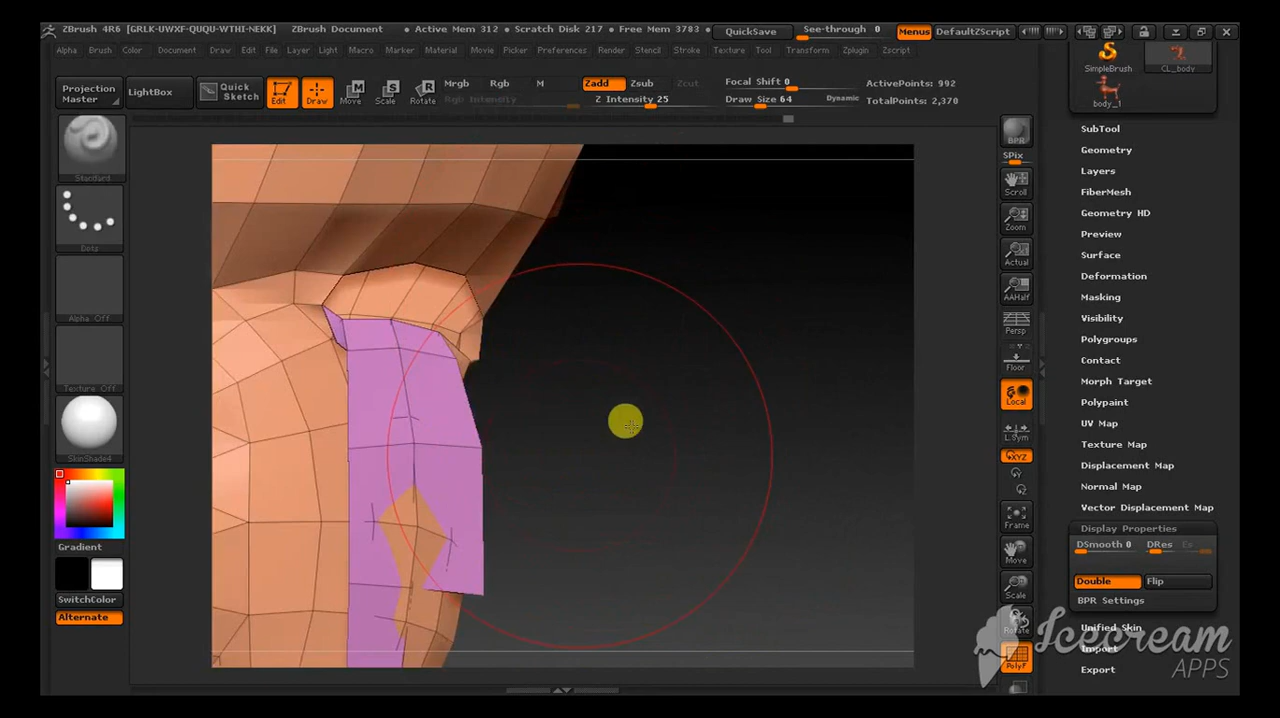 ZBrush 4R6 [GRLK-UWXF-QUQU-WTHI-NEKK] ZBrush Document • Active Mem 312 • Scratch Disk 217 • Free Mem 3783 • QuickSave See-through 0 Menus DefaultZScript
Alpha Brush Color Document Draw Edit File Layer Light Macro Marker Material Movie Picker Preferences Render Stencil Stroke Texture Tool Transform Zplugin Zscript
Projection Master
LightBox
Quick Sketch
Edit Draw Move Scale Rotate
Mrgb Rgb M
Rgb Intensity
Zadd Zsub Zcut
Z Intensity 25
Focal Shift 0
Draw Size 64 Dynamic
ActivePoints: 992
TotalPoints: 2,370
SimpleBrush CL_body
body_1
Standard
Dots
Alpha Off
Texture Off
SkinShade4
Gradient
SwitchColor
Alternate
BPR
SPix
Scroll
Zoom
Actual
AAHalf
Persp
Floor
Local
L.Sym
XYZ
Frame
Move
Scale
Rotate
PolyF
SubTool
Geometry
Layers
FiberMesh
Geometry HD
Preview
Surface
Deformation
Masking
Visibility
Polygroups
Contact
Morph Target
Polypaint
UV Map
Texture Map
Displacement Map
Normal Map
Vector Displacement Map
Display Properties
DSmooth 0 DRes Es
Double Flip
BPR Settings
Unified Skin
Import
Export
Icecream
APPS